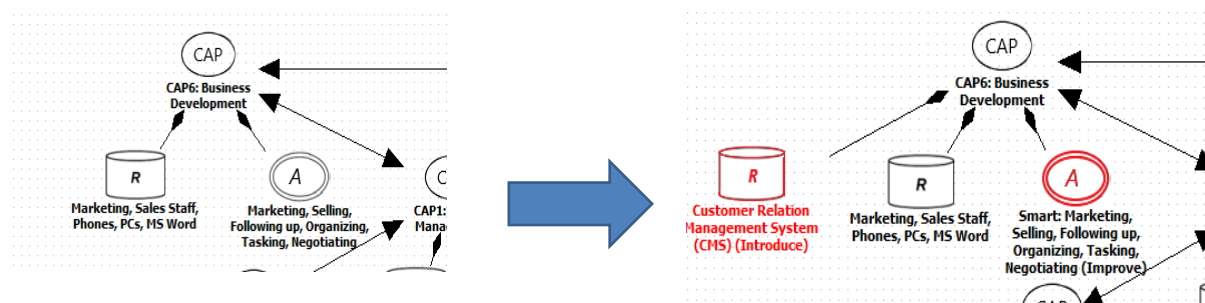 CAP
CAP6: Business
Development
R
A
Marketing, Sales Staff,
Phones, PCs, MS Word
Marketing, Selling,
Following up, Organizing,
Tasking, Negotiating
CAP1:
CAP
CAP6: Business
Development
R
R
A
Customer Relation
Management System
(CMS) (Introduce)
Marketing, Sales Staff,
Phones, PCs, MS Word
Smart: Marketing,
Selling, Following up,
Organizing, Tasking,
Negotiating (Improve)
CAP